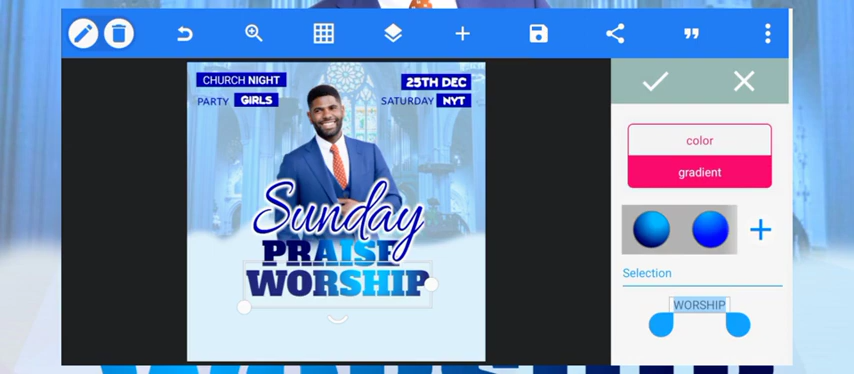 CHURCH NIGHT
PARTY GIRLS
25TH DEC
SATURDAY NYT
Sunday
PRAISE
WORSHIP
color
gradient
Selection
WORSHIP